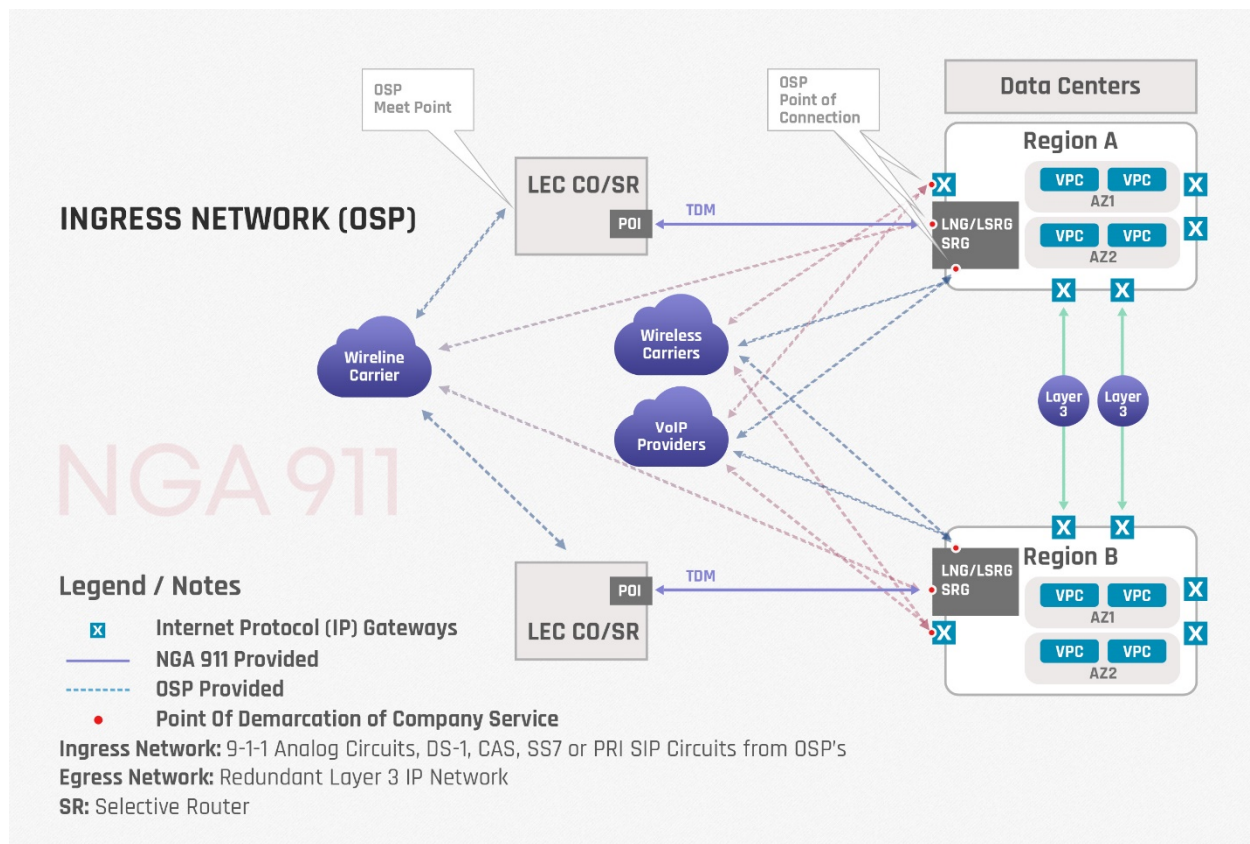 OSP
Meet Point
OSP
Point of
Connection
Data Centers
Region A
LEC CO/SR
POI
TDM
INGRESS NETWORK (OSP)
X
X
VPC
VPC
AZ1
LNG/LSRG
SRG
VPC
VPC
AZ2
X
X
X
Wireline
Carrier
Wireless
Carriers
VoIP
Providers
Layer
3
Layer
3
NGA 911
X
X
Region B
LNG/LSRG
SRG
VPC
VPC
AZ1
X
POI
TDM
LEC CO/SR
X
VPC
VPC
AZ2
X
Legend / Notes
X
Internet Protocol (IP) Gateways
NGA 911 Provided
OSP Provided
Point Of Demarcation of Company Service
Ingress Network: 9-1-1 Analog Circuits, DS-1, CAS, SS7 or PRI SIP Circuits from OSP's
Egress Network: Redundant Layer 3 IP Network
SR: Selective Router